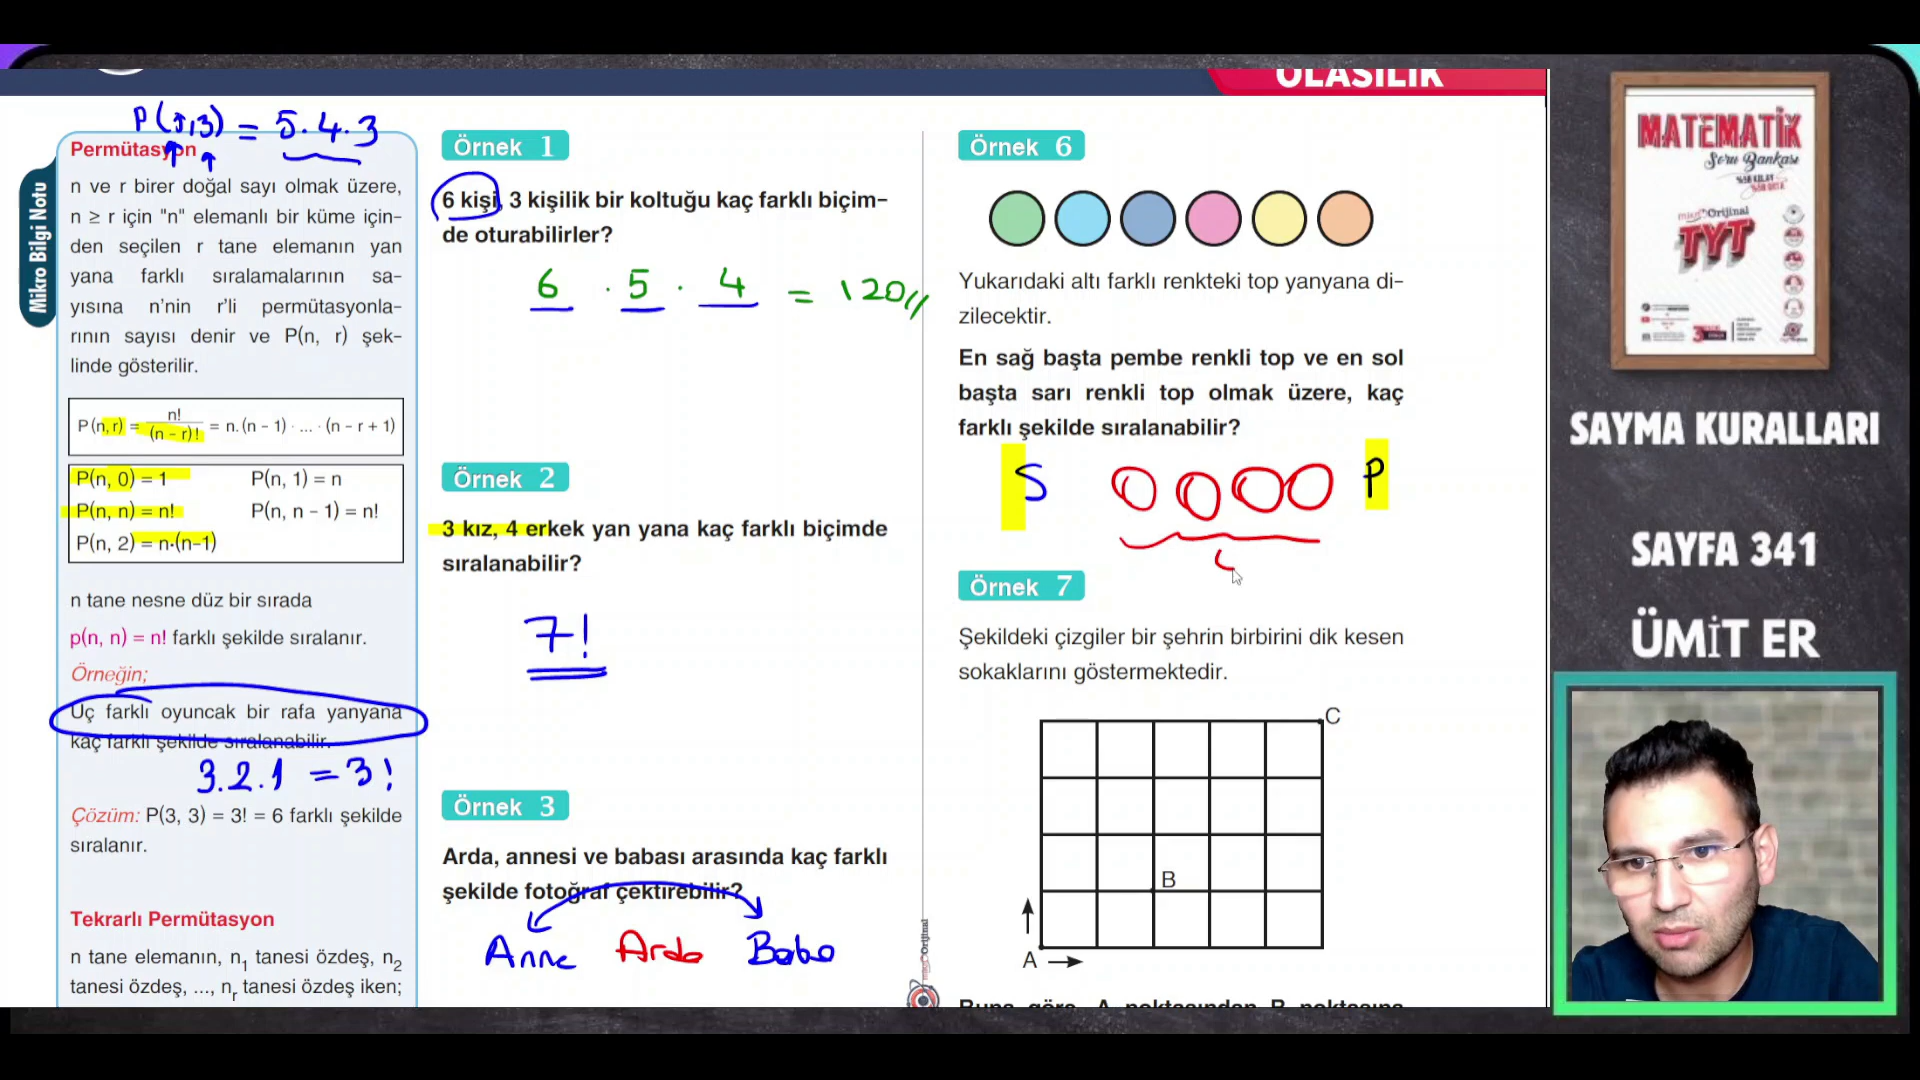 OLASILIK
P(5,3) = 5.4.3
Mikro Bilgi Notu
Permütasyon
n ve r birer doğal sayı olmak üzere,
n ≥ r için "n" elemanlı bir küme için-
den seçilen r tane elemanın yan
yana farklı sıralamalarının sa-
yısına n'nin r'li permütasyonla-
rının sayısı denir ve P(n, r) şek-
linde gösterilir.
P(n,r) = n! / (n – r)! = n.(n – 1) · ... · (n – r + 1)
P(n, 0) = 1 P(n, 1) = n
P(n, n) = n! P(n, n – 1) = n!
P(n, 2) = n·(n–1)
n tane nesne düz bir sırada
p(n, n) = n! farklı şekilde sıralanır.
Örneğin;
Üç farklı oyuncak bir rafa yanyana
kaç farklı şekilde sıralanabilir.
3.2.1 = 3!
Çözüm: P(3, 3) = 3! = 6 farklı şekilde
sıralanır.
Tekrarlı Permütasyon
n tane elemanın, n1 tanesi özdeş, n2
tanesi özdeş, ..., nr tanesi özdeş iken;
Örnek 1
6 kişi, 3 kişilik bir koltuğu kaç farklı biçim-
de oturabilirler?
6 · 5 · 4 = 120//
Örnek 2
3 kız, 4 erkek yan yana kaç farklı biçimde
sıralanabilir?
7!
Örnek 3
Arda, annesi ve babası arasında kaç farklı
şekilde fotoğraf çektirebilir?
Anne Arda Baba
Örnek 6
Yukarıdaki altı farklı renkteki top yanyana di-
zilecektir.
En sağ başta pembe renkli top ve en sol
başta sarı renkli top olmak üzere, kaç
farklı şekilde sıralanabilir?
S P
Örnek 7
Şekildeki çizgiler bir şehrin birbirini dik kesen
sokaklarını göstermektedir.
C
B
A
Buna göre, A noktasından B noktasına
MATEMATİK
Soru Bankası
Orijinal
TYT
SAYMA KURALLARI
SAYFA 341
ÜMİT ER